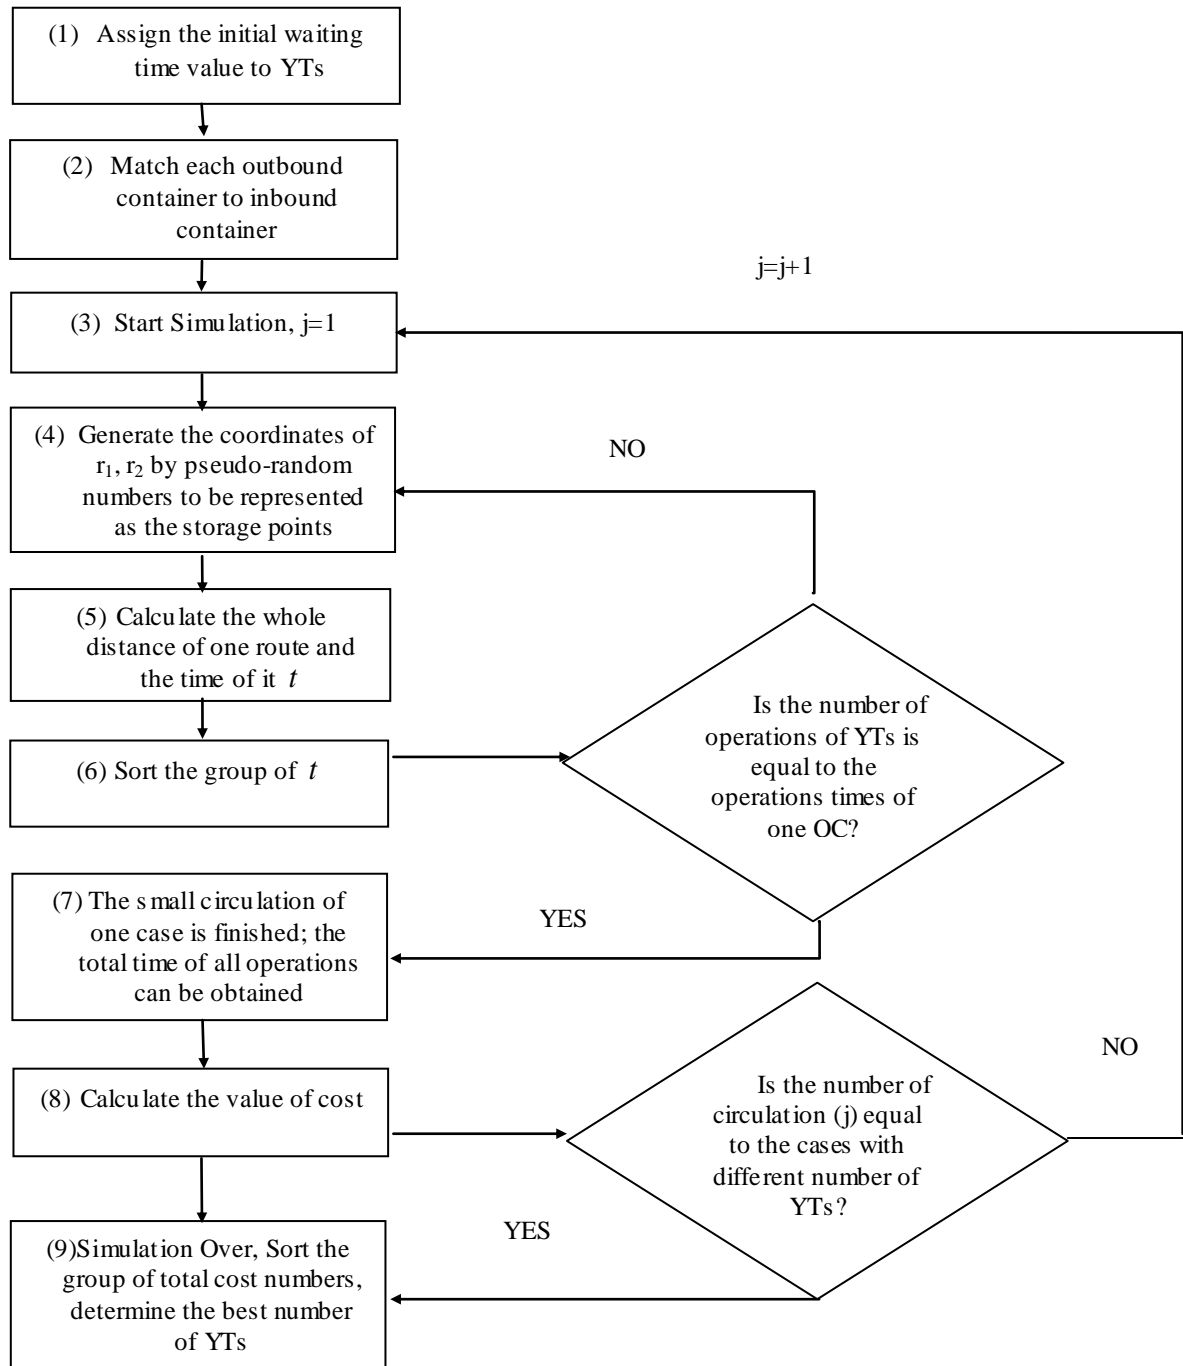 (1) Assign the initial waiting
time value to YTs
(2) Match each outbound
container to inbound
container
j=j+1
(3) Start Simulation, j=1
(4) Generate the coordinates of
r₁, r₂ by pseudo-random
numbers to be represented
as the storage points
NO
(5) Calculate the whole
distance of one route and
the time of it t
(6) Sort the group of t
Is the number of
operations of YTs is
equal to the
operations times of
one OC?
(7) The small circulation of
one case is finished; the
total time of all operations
can be obtained
YES
(8) Calculate the value of cost
Is the number of
circulation (j) equal
to the cases with
different number of
YTs?
NO
(9)Simulation Over, Sort the
group of total cost numbers,
determine the best number
of YTs
YES